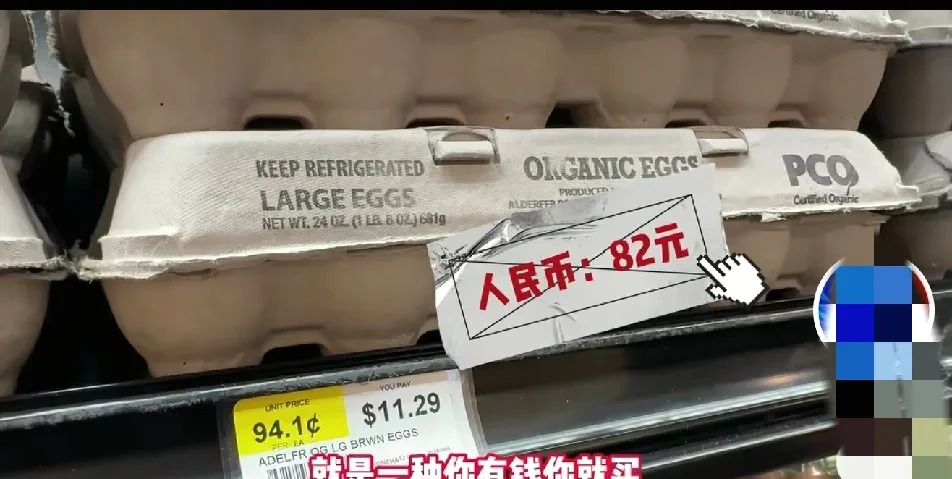 Certified Organic
KEEP REFRIGERATED
LARGE EGGS
NET WT. 24 OZ. (1 LB. 8 OZ.) 681g
ORGANIC EGGS
PRODUCED
ALDERFER
PCO
Certified Organic
人民币：82元
UNIT PRICE
94.1¢
PER EA
YOU PAY
$11.29
ADELFR OG LG BRWN EGGS
就是一种你有钱你就买